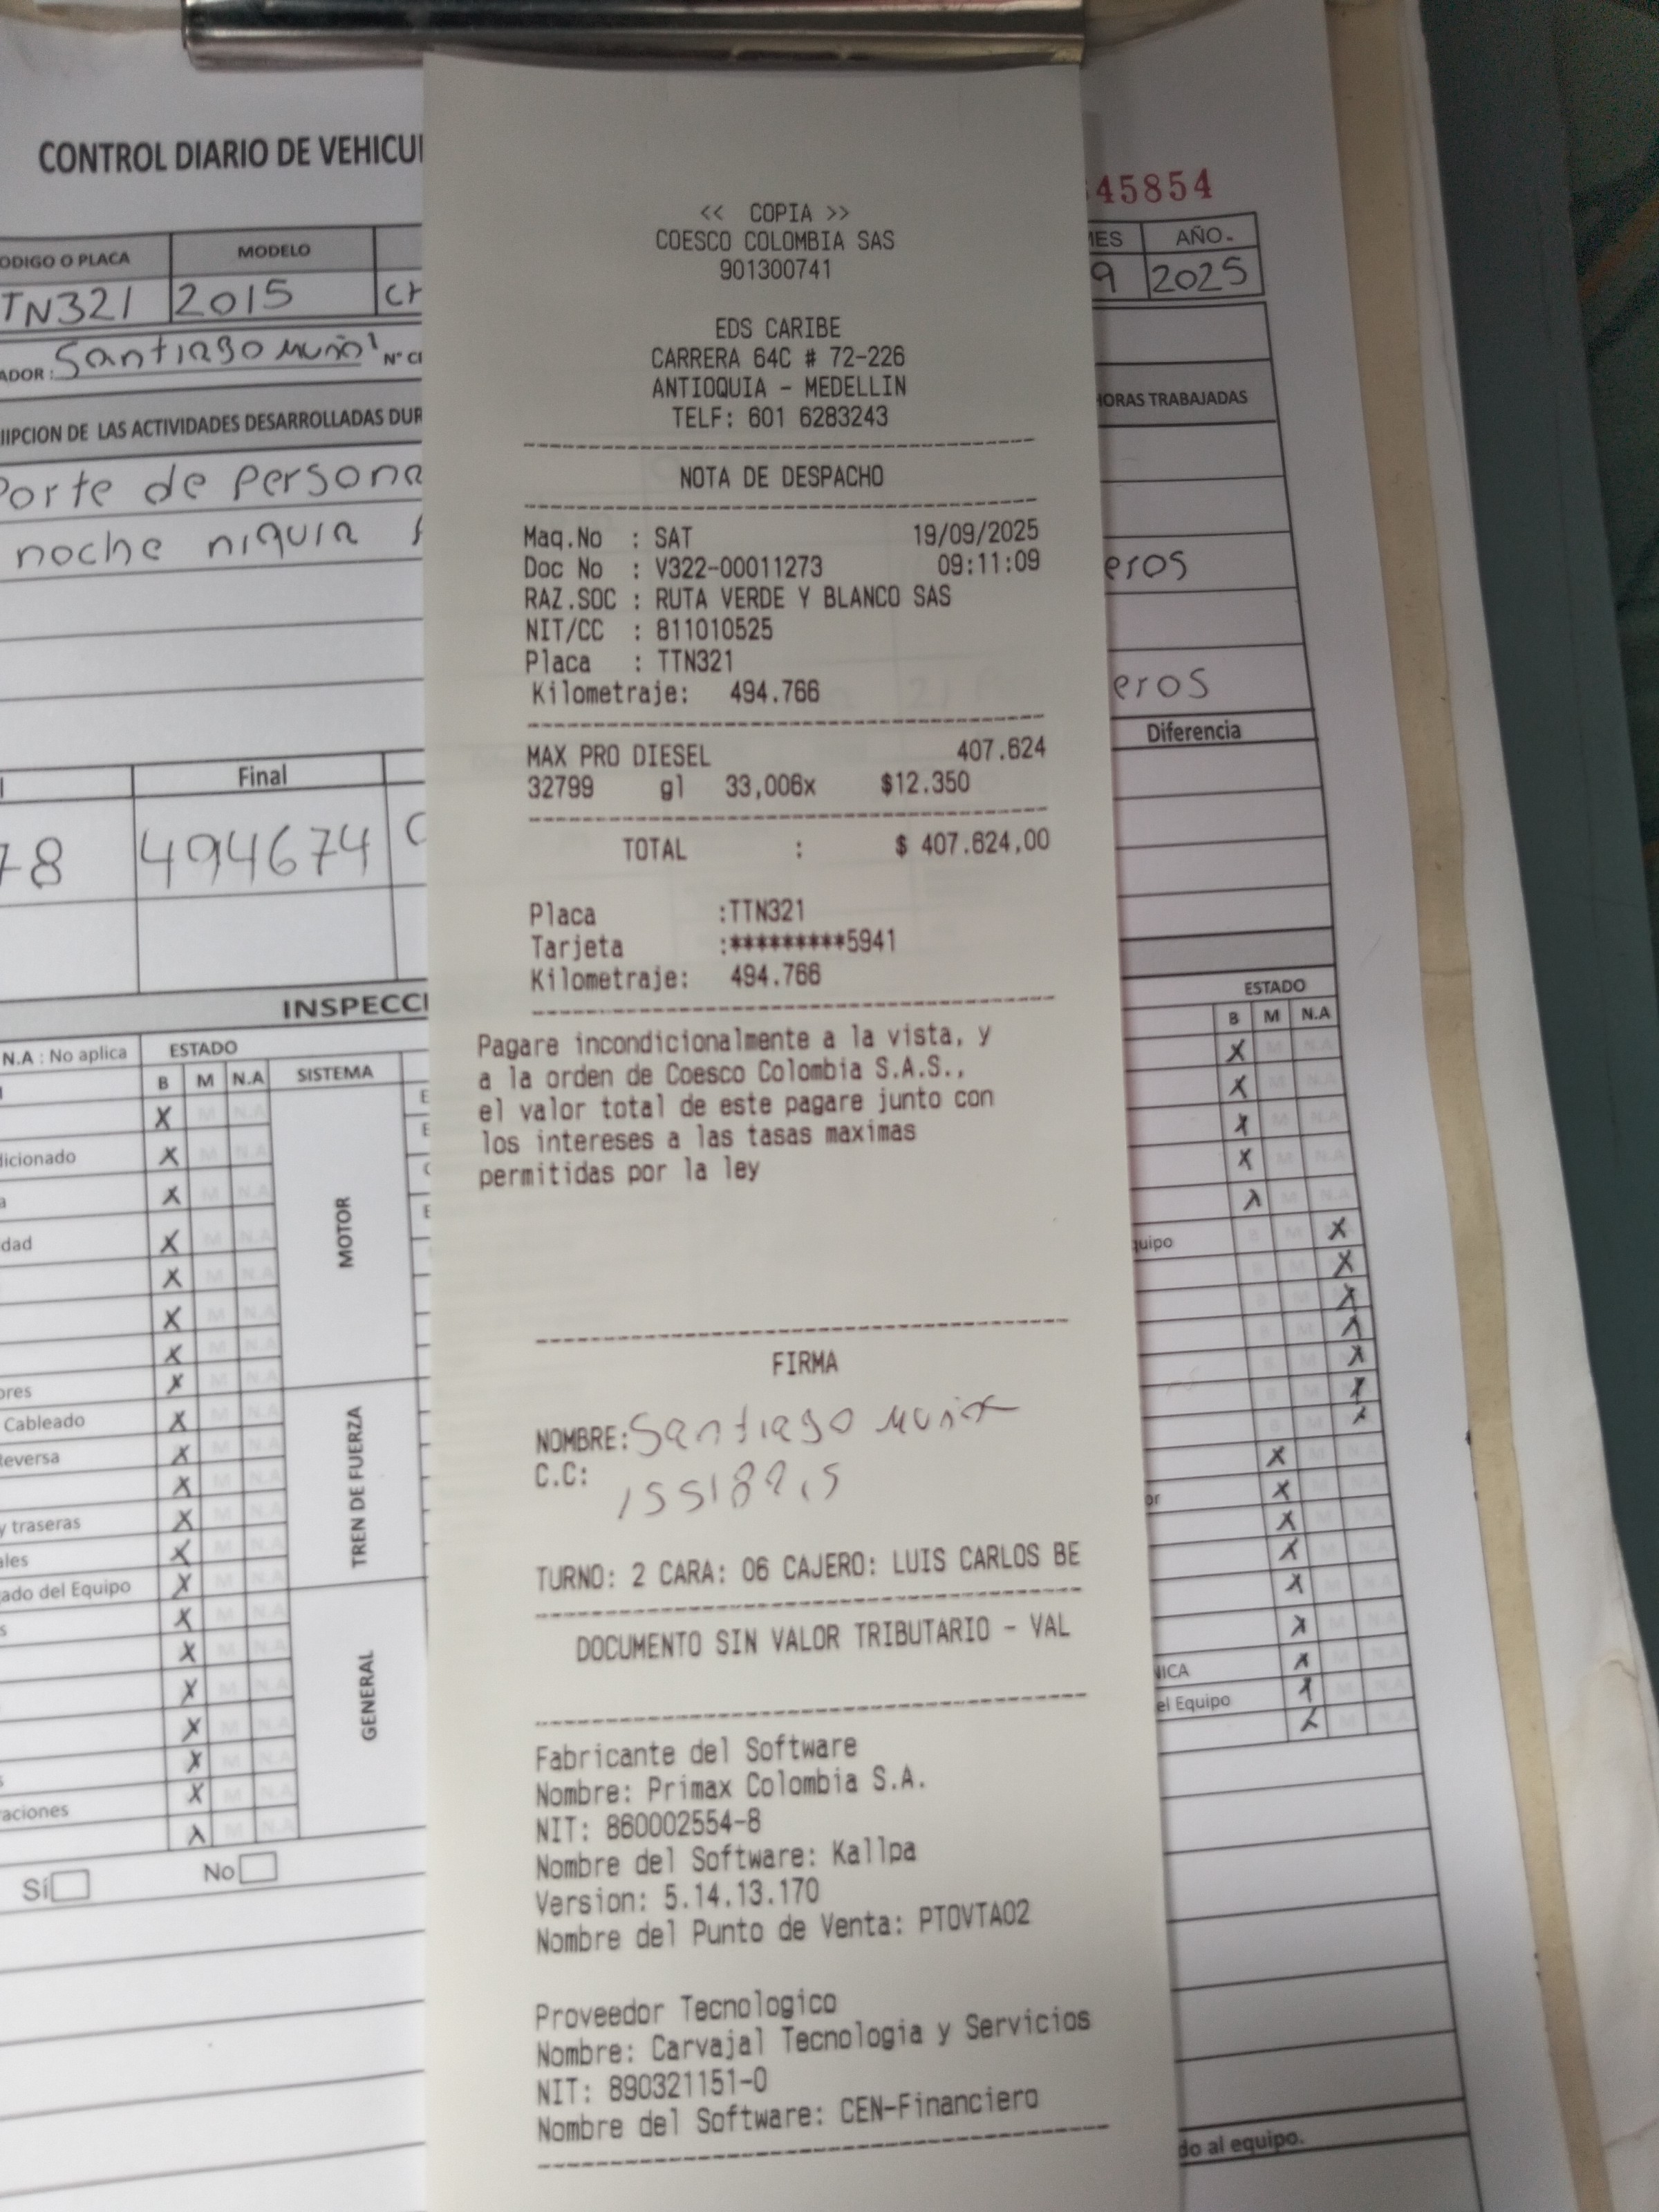 CONTROL DIARIO DE VEHICU
45854
ODIGO O PLACA MODELO MES AÑO
TN321 2015 9 2025
ADOR: Santiago Muño N° C
IIPCION DE LAS ACTIVIDADES DESARROLLADAS DUR
HORAS TRABAJADAS
Porte de persona
noche niquia
eros
eros
Diferencia
Final
78 494674
INSPECCI
N.A : No aplica ESTADO
B M N.A SISTEMA
MOTOR
dicionado
dad
ores
Cableado
Reversa
TREN DE FUERZA
y traseras
ales
ado del Equipo
GENERAL
aciones
Sí No
<< COPIA >>
COESCO COLOMBIA SAS
901300741
EDS CARIBE
CARRERA 64C # 72-226
ANTIOQUIA - MEDELLIN
TELF: 601 6283243
NOTA DE DESPACHO
Maq.No : SAT 19/09/2025
Doc No : V322-00011273 09:11:09
RAZ.SOC : RUTA VERDE Y BLANCO SAS
NIT/CC : 811010525
Placa : TTN321
Kilometraje: 494.766
MAX PRO DIESEL 407.624
32799 gl 33,006x $12.350
TOTAL : $ 407.624,00
Placa :TTN321
Tarjeta :*********5941
Kilometraje: 494.766
Pagare incondicionalmente a la vista, y
a la orden de Coesco Colombia S.A.S.,
el valor total de este pagare junto con
los intereses a las tasas maximas
permitidas por la ley
FIRMA
NOMBRE: Santiago Muñoz
C.C:
TURNO: 2 CARA: 06 CAJERO: LUIS CARLOS BE
DOCUMENTO SIN VALOR TRIBUTARIO - VAL
Fabricante del Software
Nombre: Primax Colombia S.A.
NIT: 860002554-8
Nombre del Software: Kallpa
Version: 5.14.13.170
Nombre del Punto de Venta: PTOVTA02
Proveedor Tecnologico
Nombre: Carvajal Tecnologia y Servicios
NIT: 890321151-0
Nombre del Software: CEN-Financiero
ESTADO
B M N.A
quipo
or
NICA
el Equipo
do al equipo.